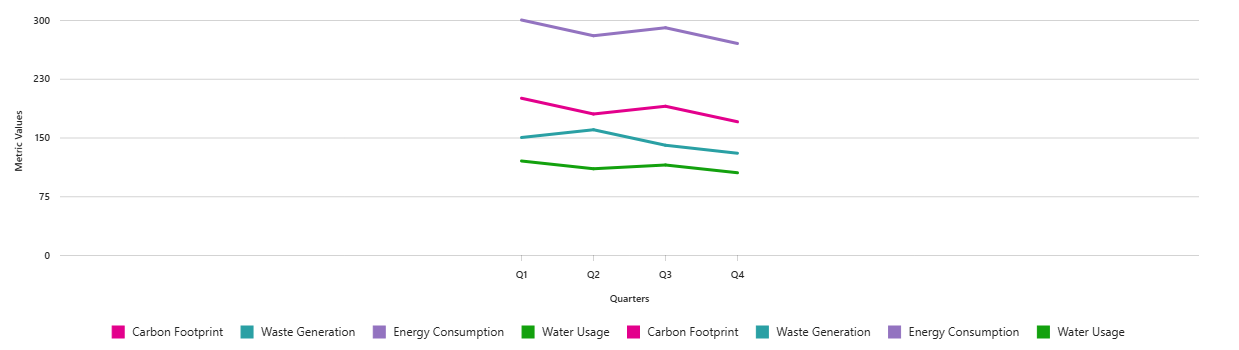 300
230
150
75
0
Metric Values
Q1 Q2 Q3 Q4
Quarters
Carbon Footprint Waste Generation Energy Consumption Water Usage Carbon Footprint Waste Generation Energy Consumption Water Usage